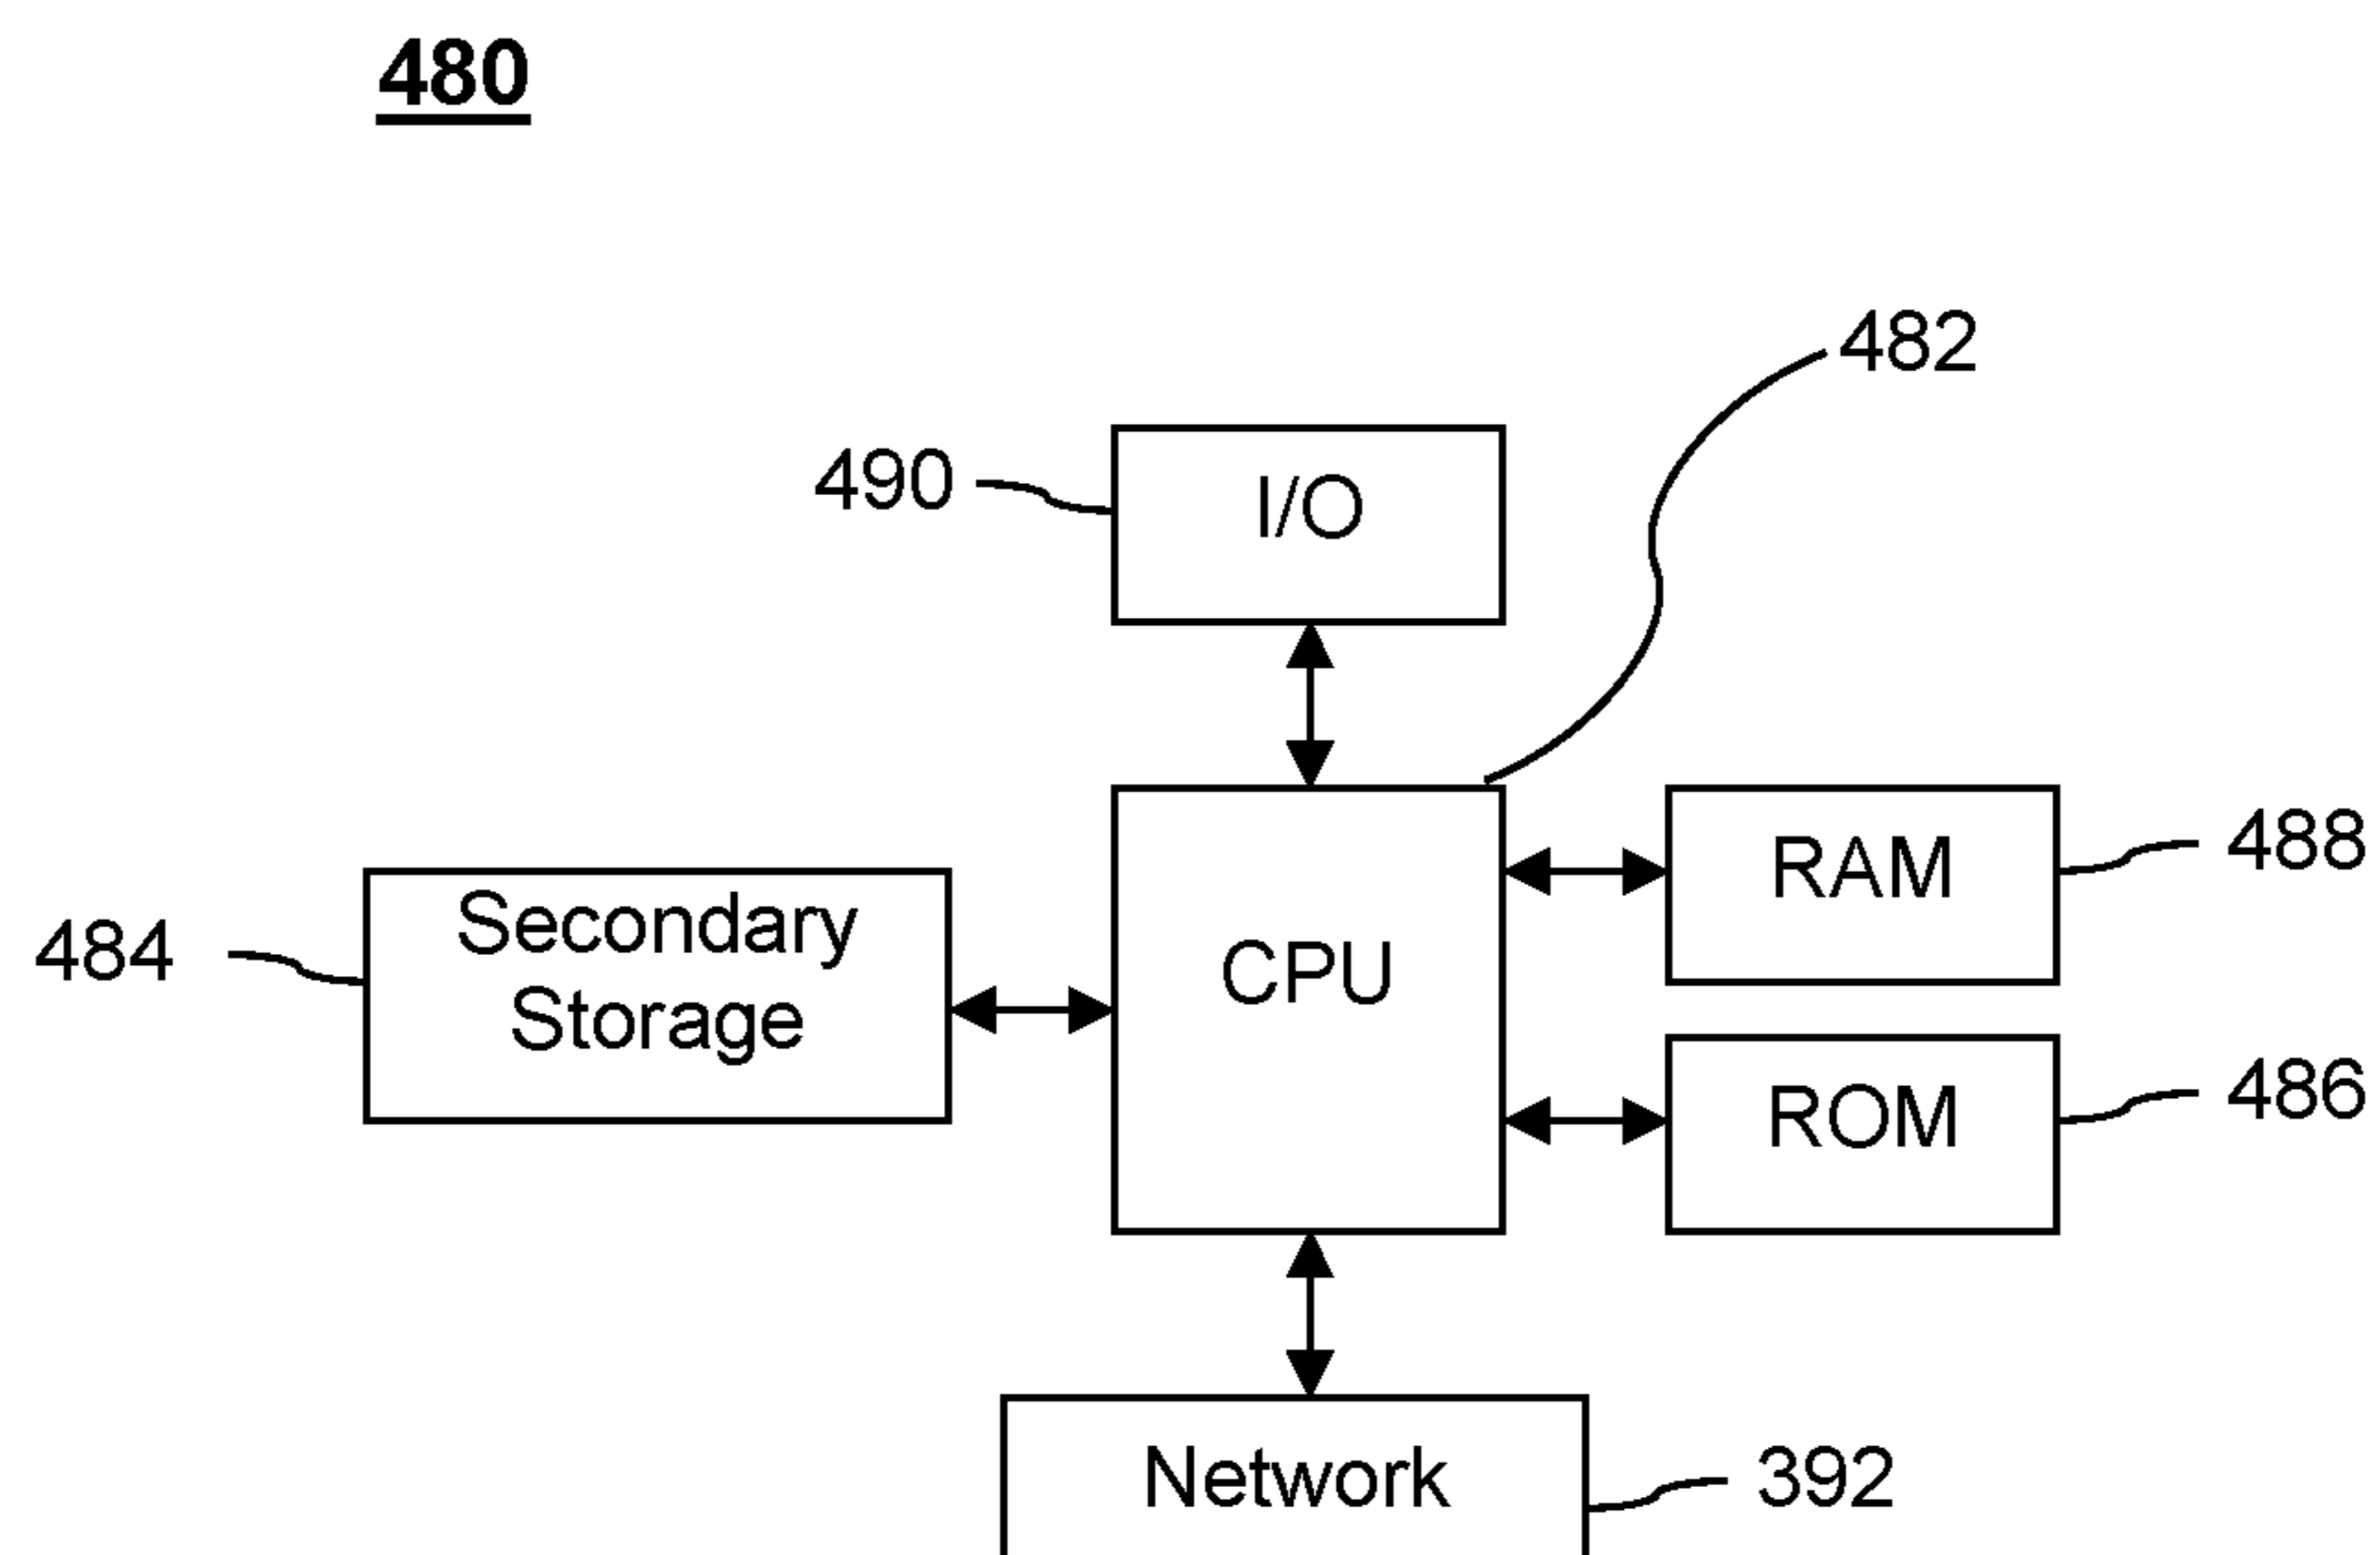 480
482
490
I/O
RAM
488
Secondary
Storage
484
CPU
ROM
486
Network
392